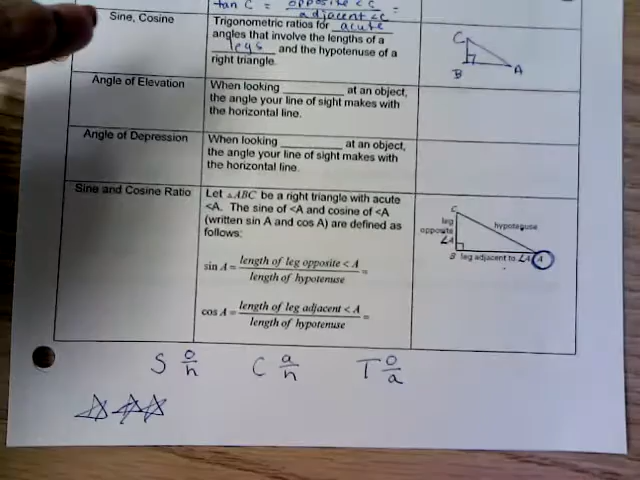 tan C = opposite <C =
adjacent <C
Sine, Cosine
Trigonometric ratios for acute
angles that involve the lengths of a
legs and the hypotenuse of a
right triangle.
C
B
A
Angle of Elevation
When looking __________ at an object,
the angle your line of sight makes with
the horizontal line.
Angle of Depression
When looking __________ at an object,
the angle your line of sight makes with
the horizontal line.
Sine and Cosine Ratio
Let △ABC be a right triangle with acute
<A. The sine of <A and cosine of <A
(written sin A and cos A) are defined as
follows:
sin A = length of leg opposite < A =
length of hypotenuse
cos A = length of leg adjacent < A =
length of hypotenuse
C
leg
opposite
∠A
hypotenuse
B leg adjacent to ∠A A
S o/h C a/h T o/a